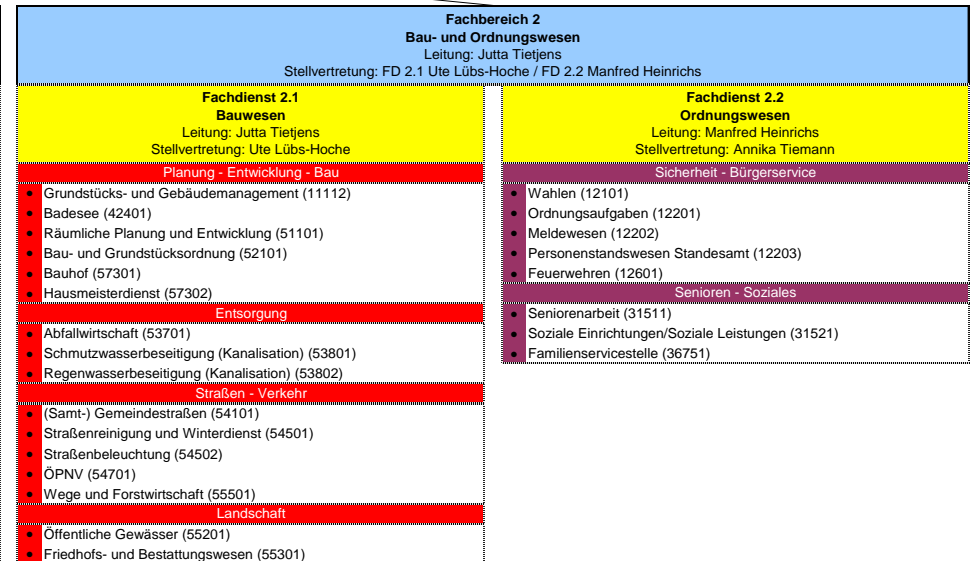 Fachbereich 2
Bau- und Ordnungswesen
Leitung: Jutta Tietjens
Stellvertretung: FD 2.1 Ute Lübs-Hoche / FD 2.2 Manfred Heinrichs
Fachdienst 2.1
Bauwesen
Leitung: Jutta Tietjens
Stellvertretung: Ute Lübs-Hoche
Planung - Entwicklung - Bau
• Grundstücks- und Gebäudemanagement (11112)
• Badesee (42401)
• Räumliche Planung und Entwicklung (51101)
• Bau- und Grundstücksordnung (52101)
• Bauhof (57301)
• Hausmeisterdienst (57302)
Entsorgung
• Abfallwirtschaft (53701)
• Schmutzwasserbeseitigung (Kanalisation) (53801)
• Regenwasserbeseitigung (Kanalisation) (53802)
Straßen - Verkehr
• (Samt-) Gemeindestraßen (54101)
• Straßenreinigung und Winterdienst (54501)
• Straßenbeleuchtung (54502)
• ÖPNV (54701)
• Wege und Forstwirtschaft (55501)
Landschaft
• Öffentliche Gewässer (55201)
• Friedhofs- und Bestattungswesen (55301)
Fachdienst 2.2
Ordnungswesen
Leitung: Manfred Heinrichs
Stellvertretung: Annika Tiemann
Sicherheit - Bürgerservice
• Wahlen (12101)
• Ordnungsaufgaben (12201)
• Meldewesen (12202)
• Personenstandswesen Standesamt (12203)
• Feuerwehren (12601)
Senioren - Soziales
• Seniorenarbeit (31511)
• Soziale Einrichtungen/Soziale Leistungen (31521)
• Familienservicestelle (36751)